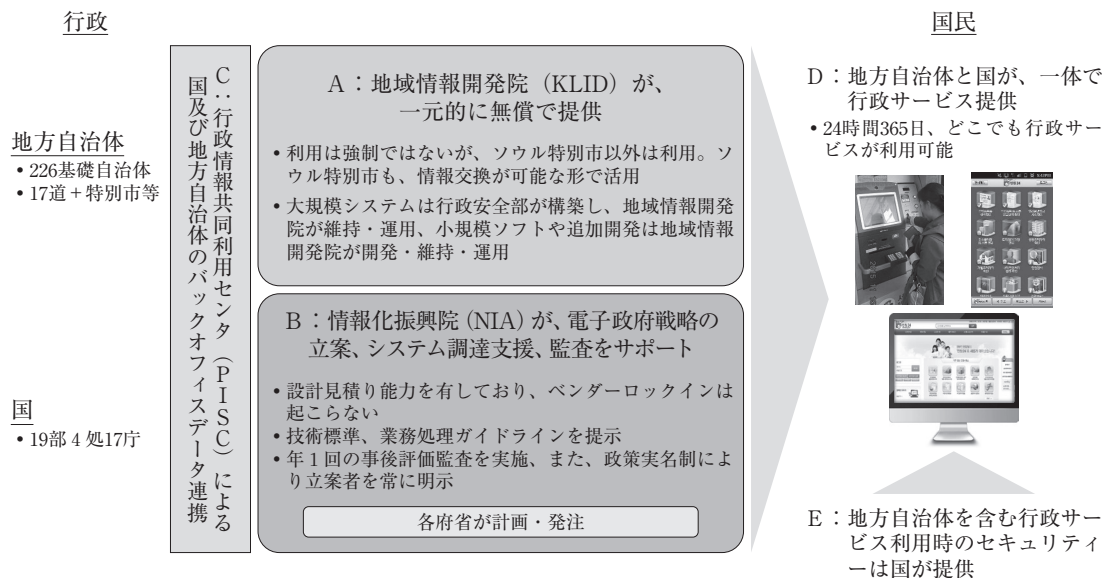 行政
国民
地方自治体
• 226基礎自治体
• 17道+特別市等
国
• 19部4処17庁
C：行政情報共同利用センタ（PISC）による
国及び地方自治体のバックオフィスデータ連携
A：地域情報開発院（KLID）が、
一元的に無償で提供
• 利用は強制ではないが、ソウル特別市以外は利用。ソ
ウル特別市も、情報交換が可能な形で活用
• 大規模システムは行政安全部が構築し、地域情報開発
院が維持・運用、小規模ソフトや追加開発は地域情報
開発院が開発・維持・運用
B：情報化振興院（NIA）が、電子政府戦略の
立案、システム調達支援、監査をサポート
• 設計見積り能力を有しており、ベンダーロックインは
起こらない
• 技術標準、業務処理ガイドラインを提示
• 年1回の事後評価監査を実施、また、政策実名制によ
り立案者を常に明示
各府省が計画・発注
D：地方自治体と国が、一体で
行政サービス提供
• 24時間365日、どこでも行政サー
ビスが利用可能
E：地方自治体を含む行政サー
ビス利用時のセキュリティ
ーは国が提供